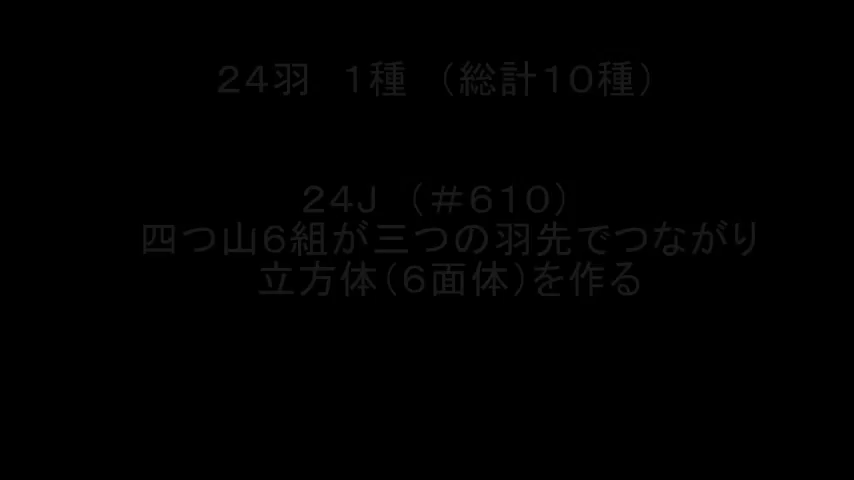 ２４羽　１種　（総計１０種）
２４Ｊ　（＃６１０）
四つ山６組が三つの羽先でつながり
立方体（６面体）を作る